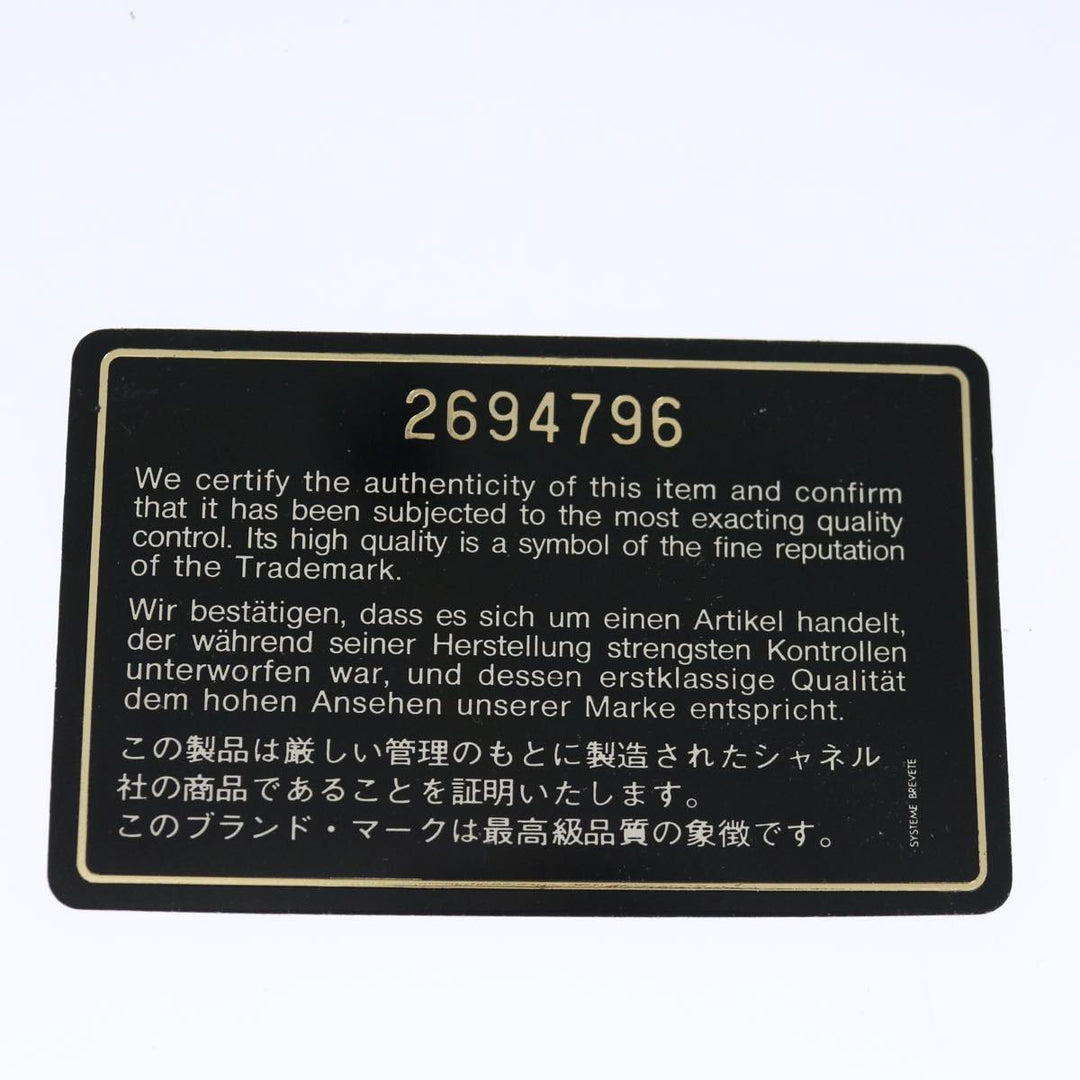 2694796
We certify the authenticity of this item and confirm
that it has been subjected to the most exacting quality
control. Its high quality is a symbol of the fine reputation
of the Trademark.
Wir bestätigen, dass es sich um einen Artikel handelt,
der während seiner Herstellung strengsten Kontrollen
unterworfen war, und dessen erstklassige Qualität
dem hohen Ansehen unserer Marke entspricht.
この製品は厳しい管理のもとに製造されたシャネル
社の商品であることを証明いたします。
このブランド・マークは最高級品質の象徴です。
SYSTEME BREVETE